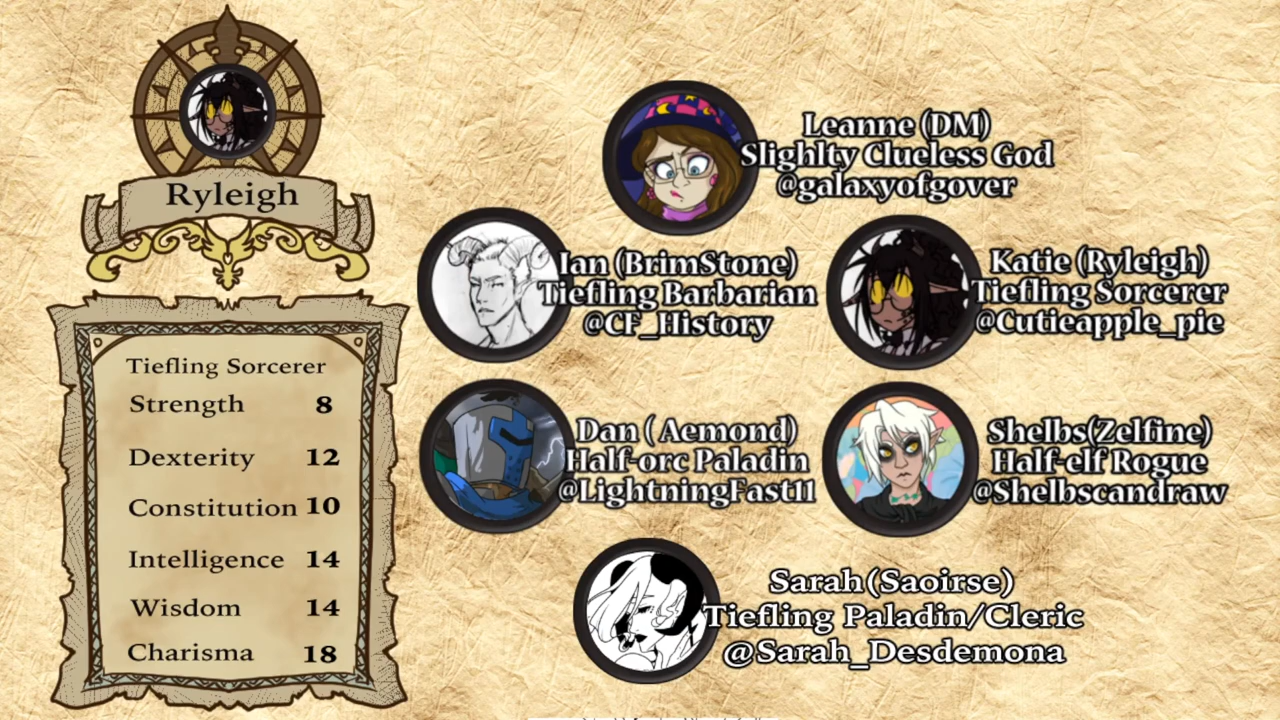 Ryleigh
Tiefling Sorcerer
Strength 8
Dexterity 12
Constitution 10
Intelligence 14
Wisdom 14
Charisma 18
Leanne (DM)
Slighlty Clueless God
@galaxyofgover
Ian (BrimStone)
Tiefling Barbarian
@CF_History
Katie (Ryleigh)
Tiefling Sorcerer
@Cutieapple_pie
Dan ( Aemond)
Half-orc Paladin
@LightningFast11
Shelbs(Zelfine)
Half-elf Rogue
@Shelbscandraw
Sarah (Saoirse)
Tiefling Paladin/Cleric
@Sarah_Desdemona